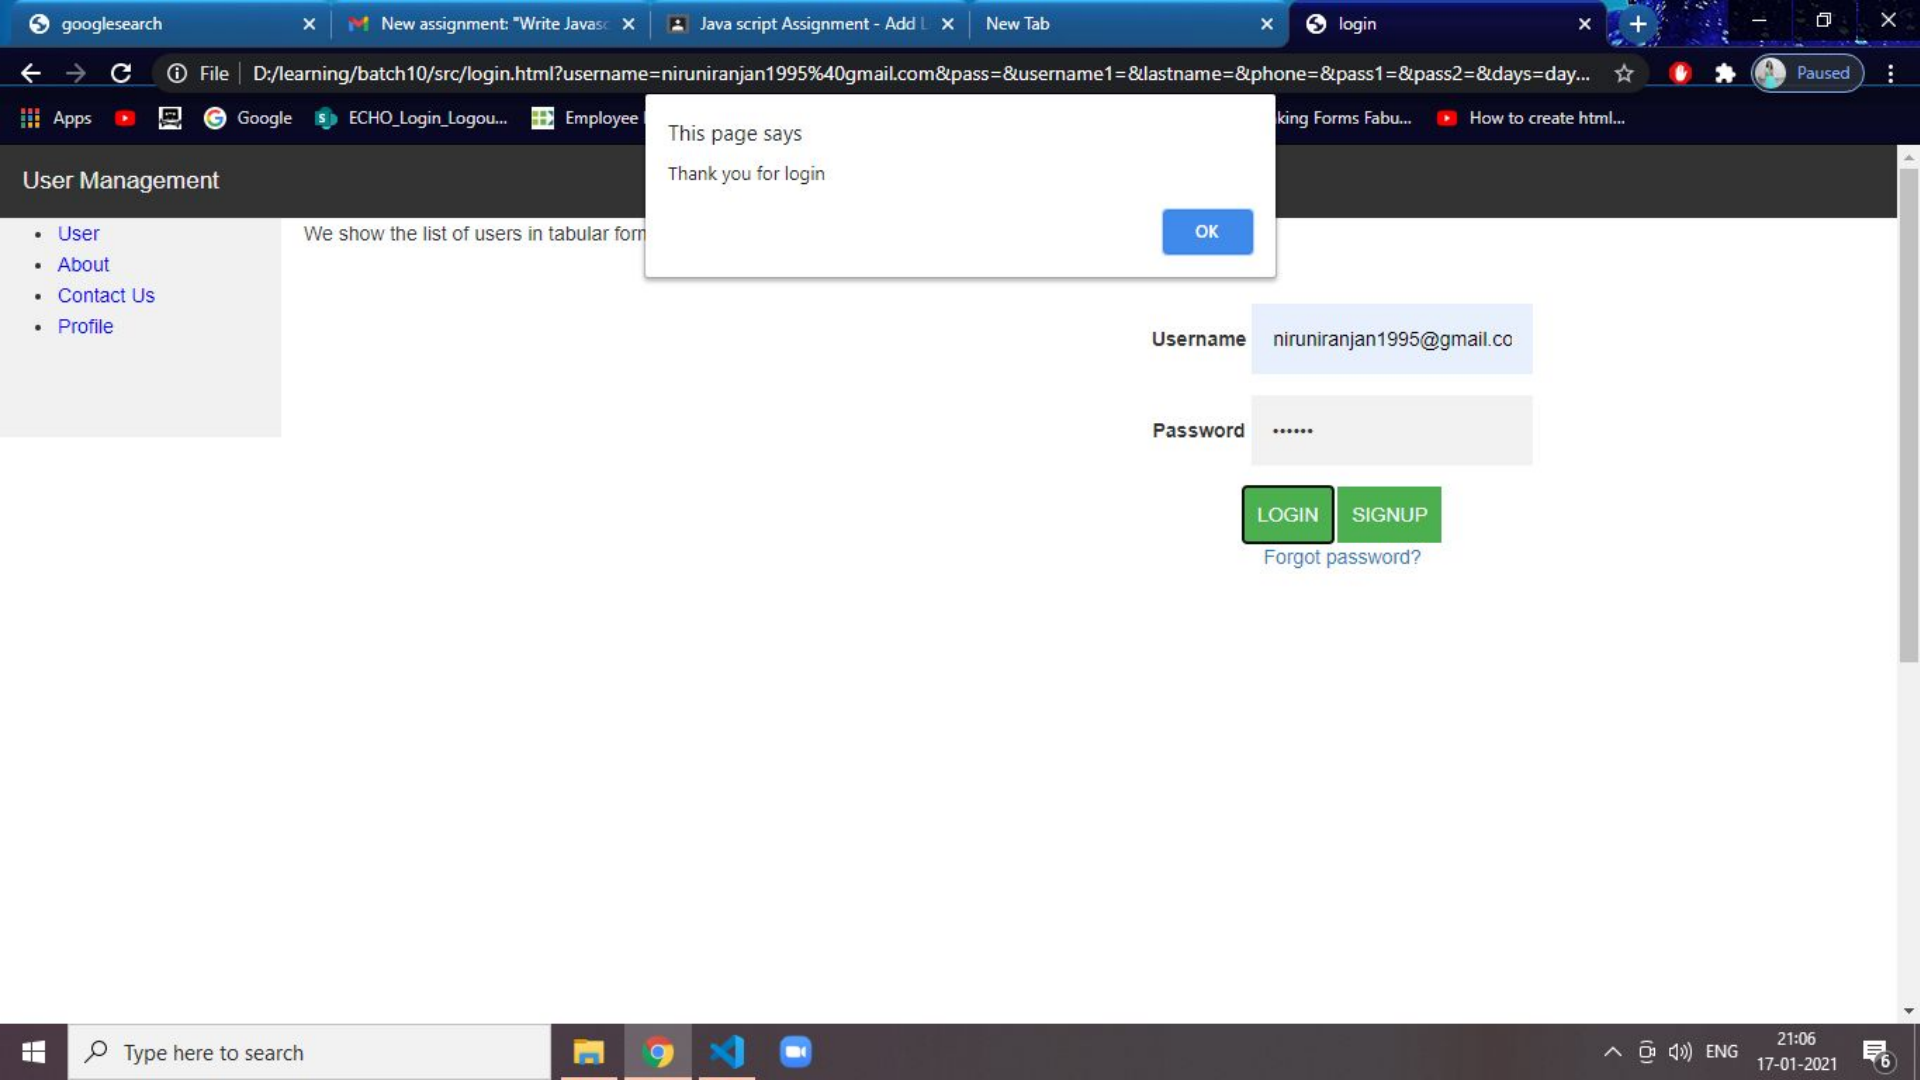 googlesearch
New assignment: "Write Javasc
Java script Assignment - Add L
New Tab
login
File
D:/learning/batch10/src/login.html?username=niruniranjan1995%40gmail.com&pass=&username1=&lastname=&phone=&pass1=&pass2=&days=day...
Paused
Apps
Google
ECHO_Login_Logou...
Employee
king Forms Fabu...
How to create html...
This page says
Thank you for login
OK
User Management
User
About
Contact Us
Profile
We show the list of users in tabular form
Username
niruniranjan1995@gmail.co
Password
LOGIN
SIGNUP
Forgot password?
Type here to search
ENG
21:06
17-01-2021
6